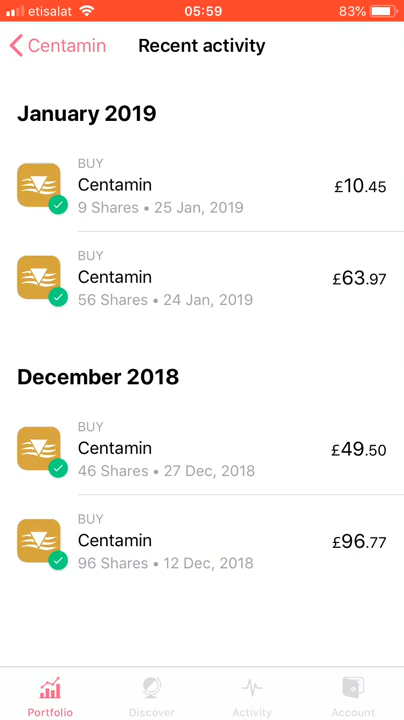 etisalat 05:59 83%
Centamin Recent activity
January 2019
BUY
Centamin £10.45
9 Shares • 25 Jan, 2019
BUY
Centamin £63.97
56 Shares • 24 Jan, 2019
December 2018
BUY
Centamin £49.50
46 Shares • 27 Dec, 2018
BUY
Centamin £96.77
96 Shares • 12 Dec, 2018
Portfolio Discover Activity Account